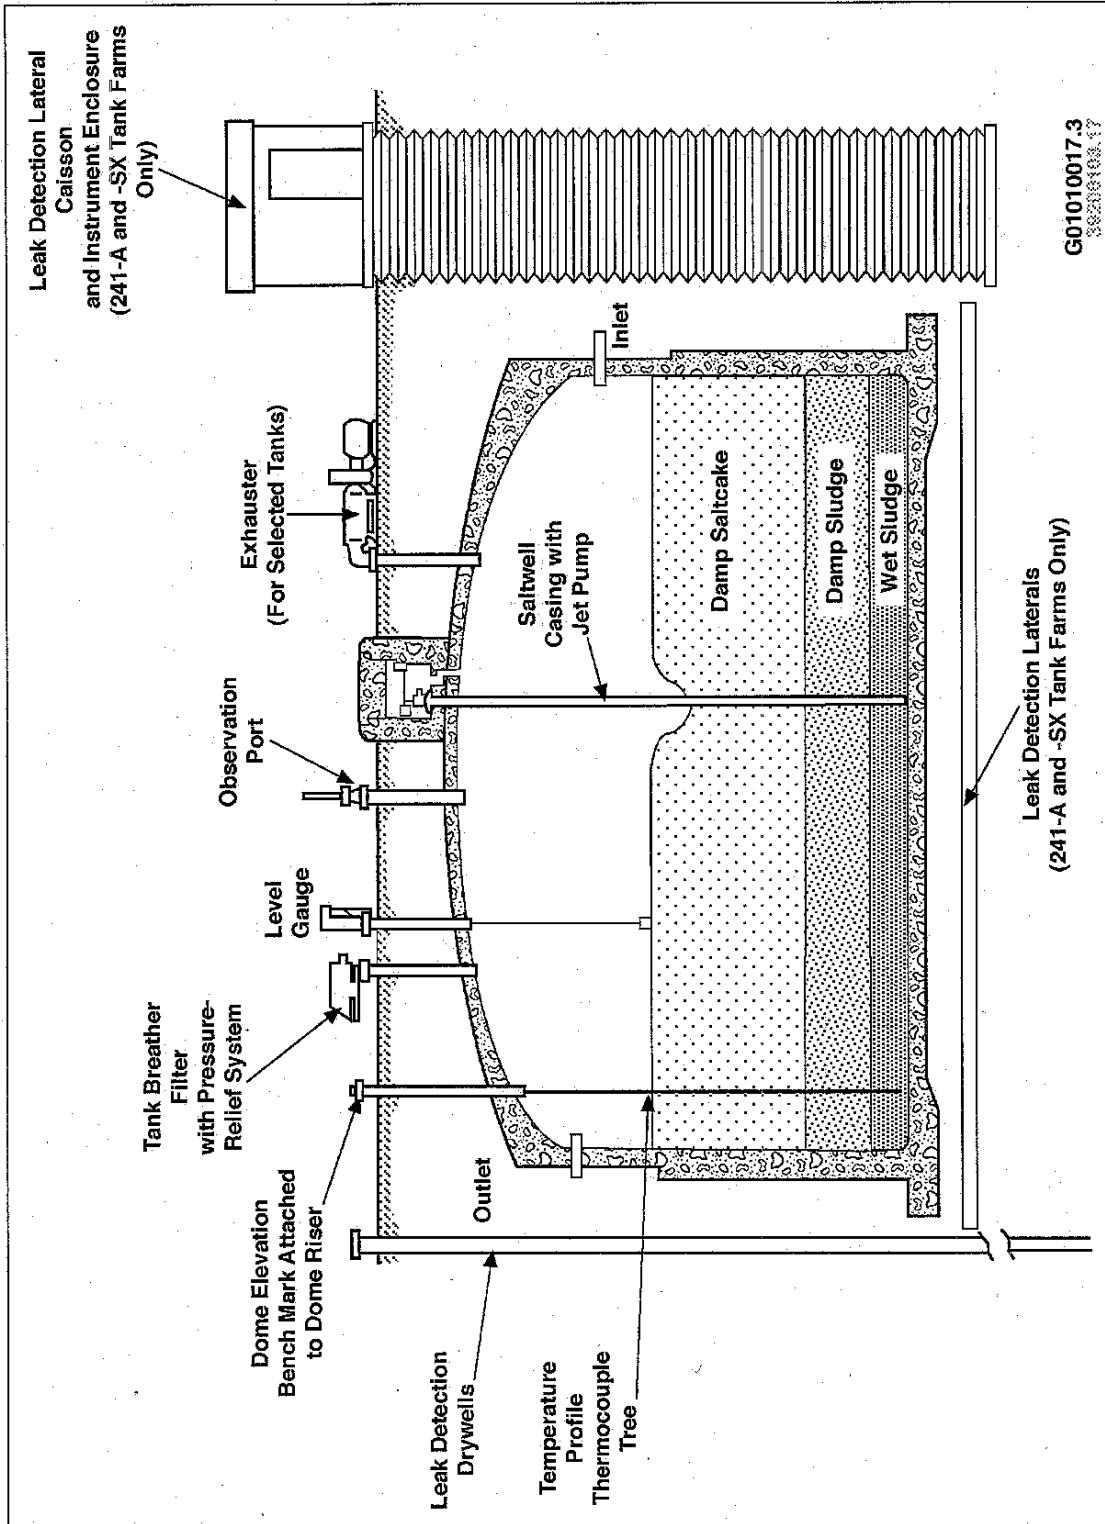 Leak Detection Lateral
Caisson
and Instrument Enclosure
(241-A and -SX Tank Farms
Only)
Exhauster
(For Selected Tanks)
Observation
Port
Level
Gauge
Tank Breather
Filter
with Pressure-
Relief System
Dome Elevation
Bench Mark Attached
to Dome Riser
Leak Detection
Drywells
Temperature
Profile
Thermocouple
Tree
Outlet
Inlet
Saltwell
Casing with
Jet Pump
Damp Saltcake
Damp Sludge
Wet Sludge
Leak Detection Laterals
(241-A and -SX Tank Farms Only)
G01010017.3